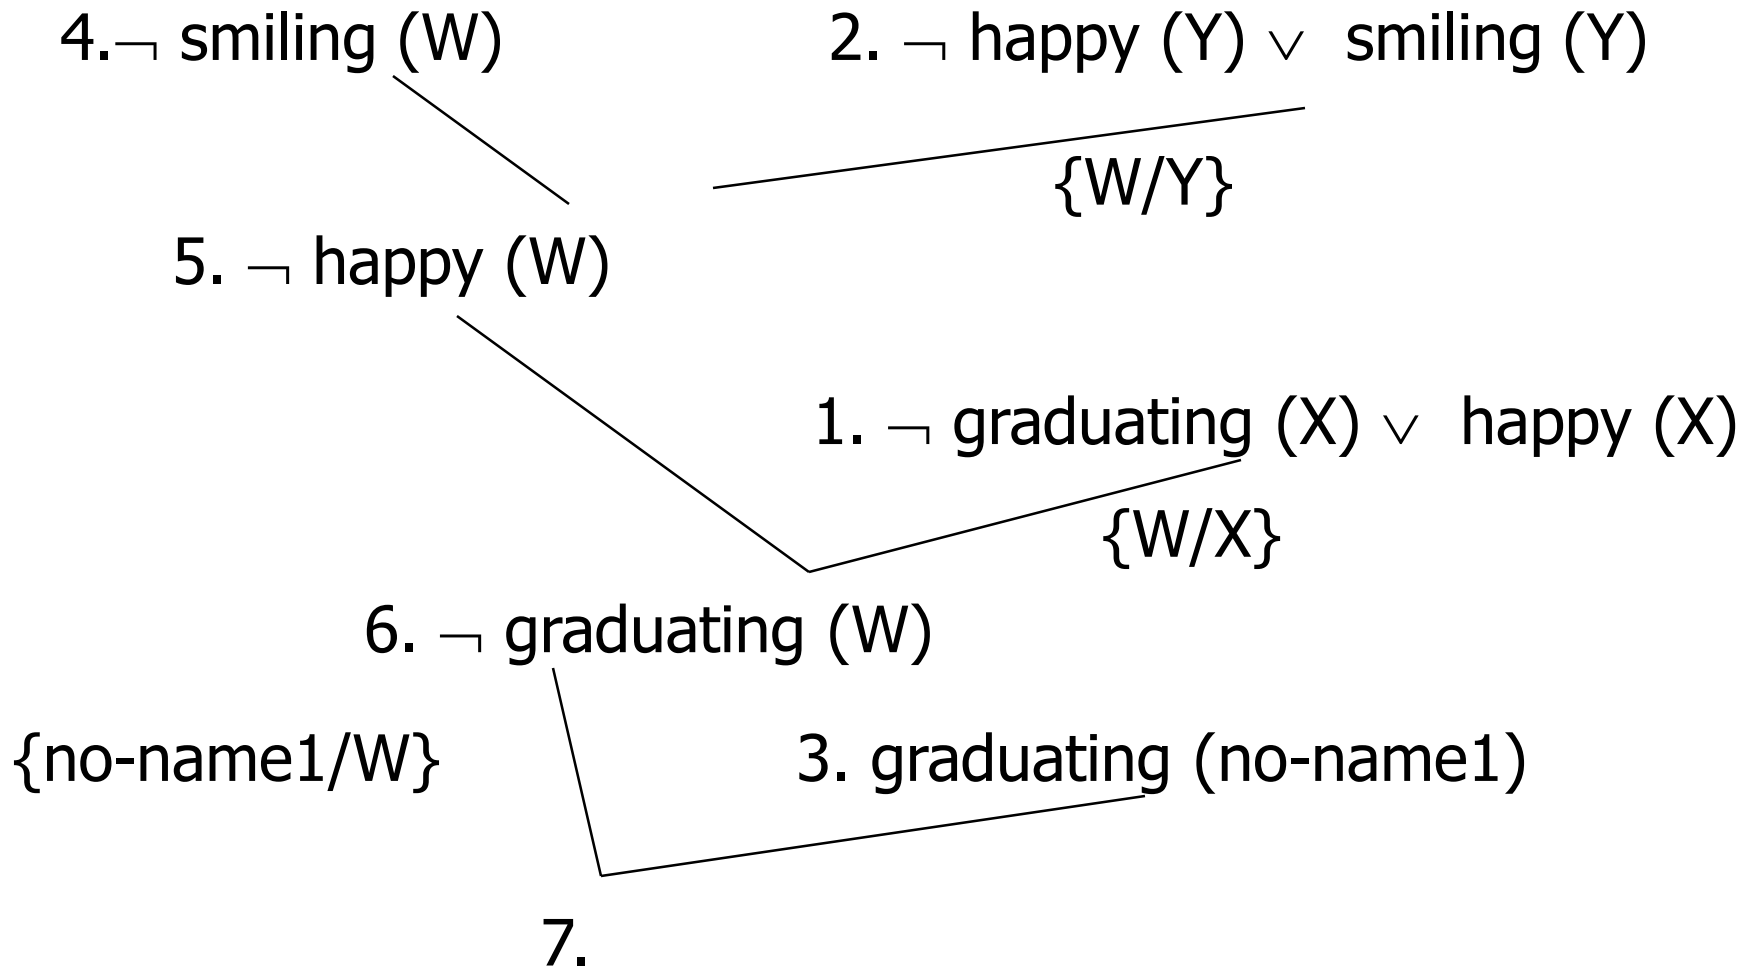 4.¬ smiling (W)
2. ¬ happy (Y) ∨ smiling (Y)
{W/Y}
5. ¬ happy (W)
1. ¬ graduating (X) ∨ happy (X)
{W/X}
6. ¬ graduating (W)
{no-name1/W}
3. graduating (no-name1)
7.